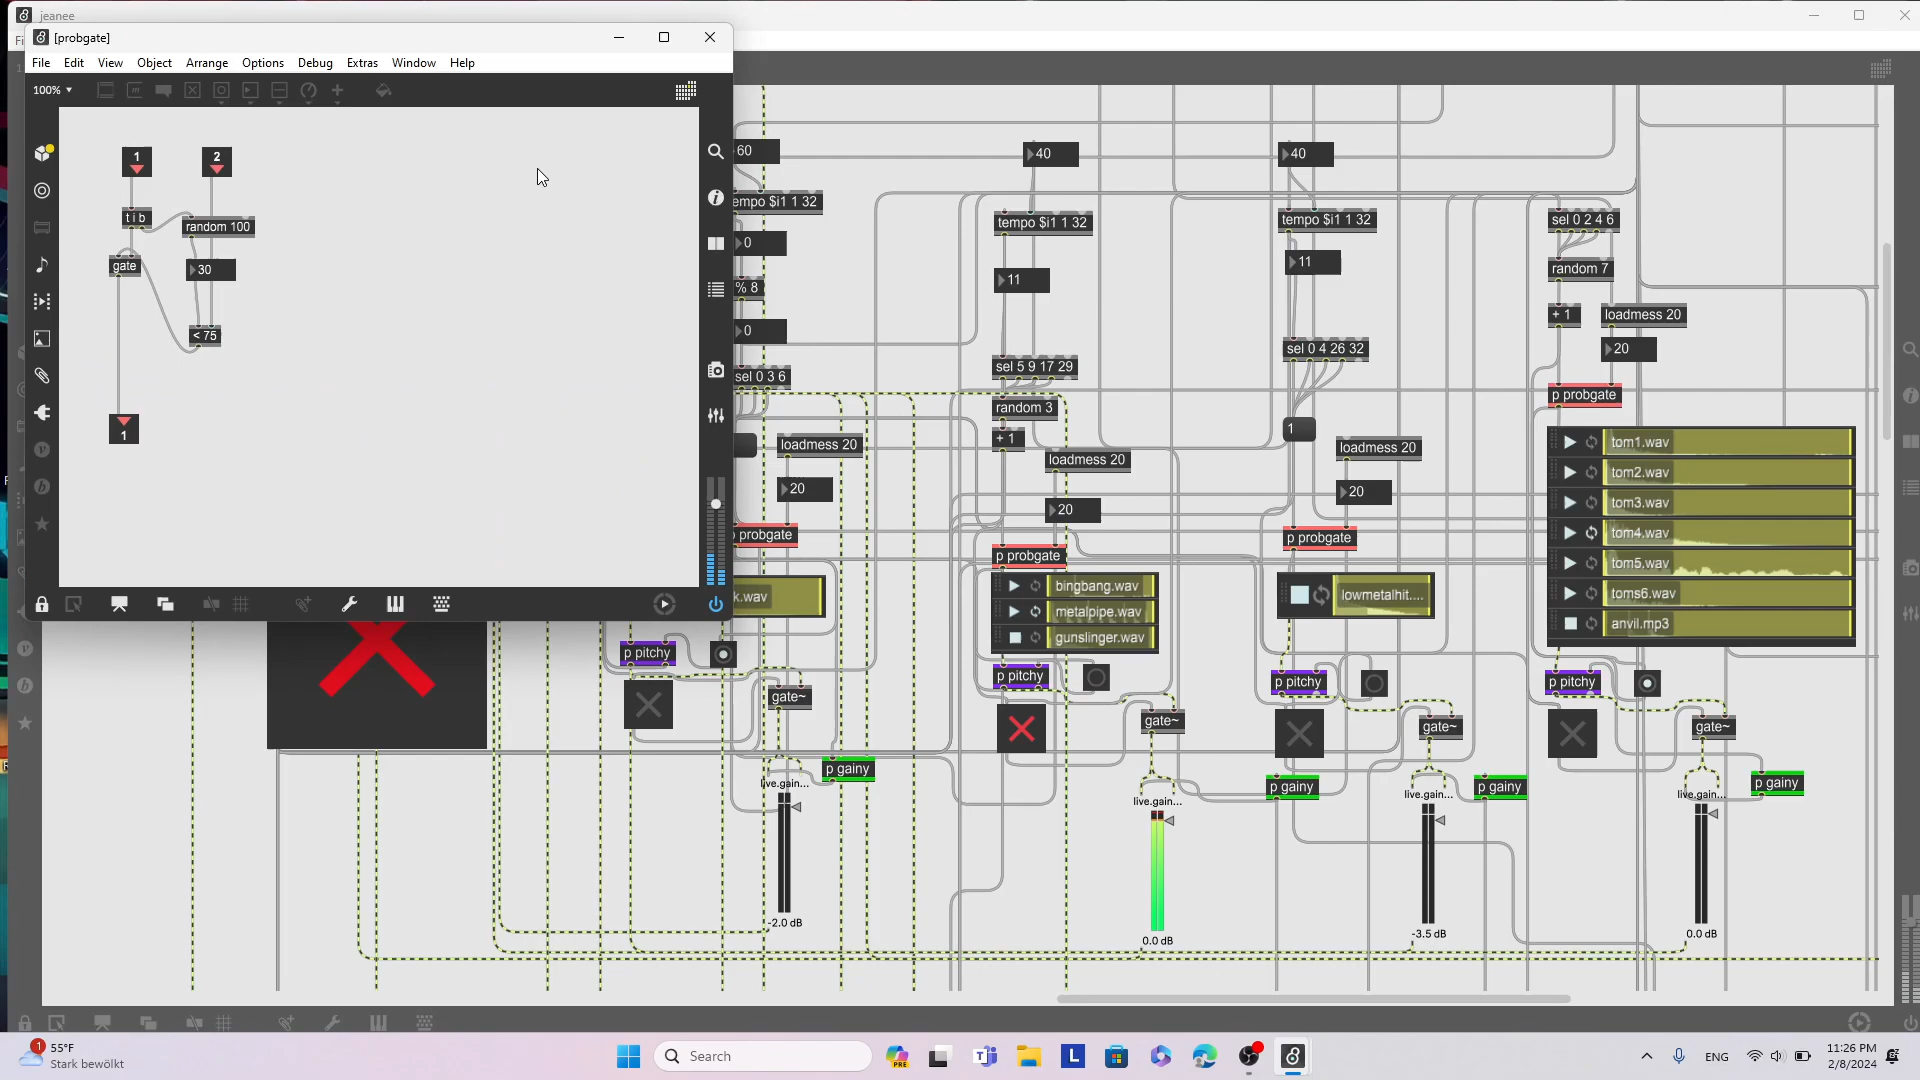 jeanee
[probgate]
File Edit View Object Arrange Options Debug Extras Window Help
100%
1
2
t i b
random 100
gate
30
< 75
1
60
tempo $i1 1 32
0
% 8
0
sel 0 3 6
loadmess 20
20
p probgate
k.wav
p pitchy
gate~
p gainy
live.gain...
-2.0 dB
40
tempo $i1 1 32
11
sel 5 9 17 29
random 3
+ 1
loadmess 20
20
p probgate
bingbang.wav
metalpipe.wav
gunslinger.wav
p pitchy
gate~
live.gain...
0.0 dB
p gainy
40
tempo $i1 1 32
11
sel 0 4 26 32
1
loadmess 20
20
p probgate
lowmetalhit....
p pitchy
gate~
live.gain...
p gainy
-3.5 dB
sel 0 2 4 6
random 7
+ 1
loadmess 20
20
p probgate
tom1.wav
tom2.wav
tom3.wav
tom4.wav
tom5.wav
toms6.wav
anvil.mp3
p pitchy
gate~
live.gain...
p gainy
0.0 dB
1
55°F
Stark bewölkt
Search
PRE
L
ENG
11:26 PM
2/8/2024